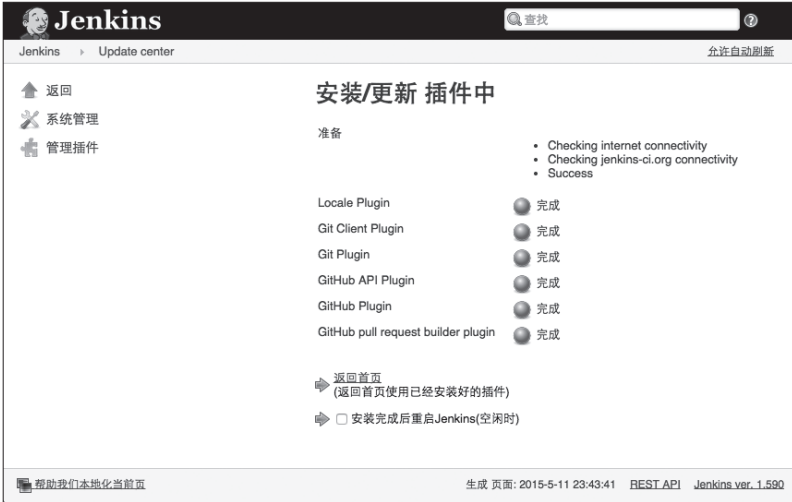 Jenkins
查找
Jenkins
Update center
允许自动刷新
返回
系统管理
管理插件
安装/更新 插件中
准备
Checking internet connectivity
Checking jenkins-ci.org connectivity
Success
Locale Plugin 完成
Git Client Plugin 完成
Git Plugin 完成
GitHub API Plugin 完成
GitHub Plugin 完成
GitHub pull request builder plugin 完成
返回首页
(返回首页使用已经安装好的插件)
安装完成后重启Jenkins(空闲时)
帮助我们本地化当前页
生成 页面: 2015-5-11 23:43:41 REST API Jenkins ver. 1.590